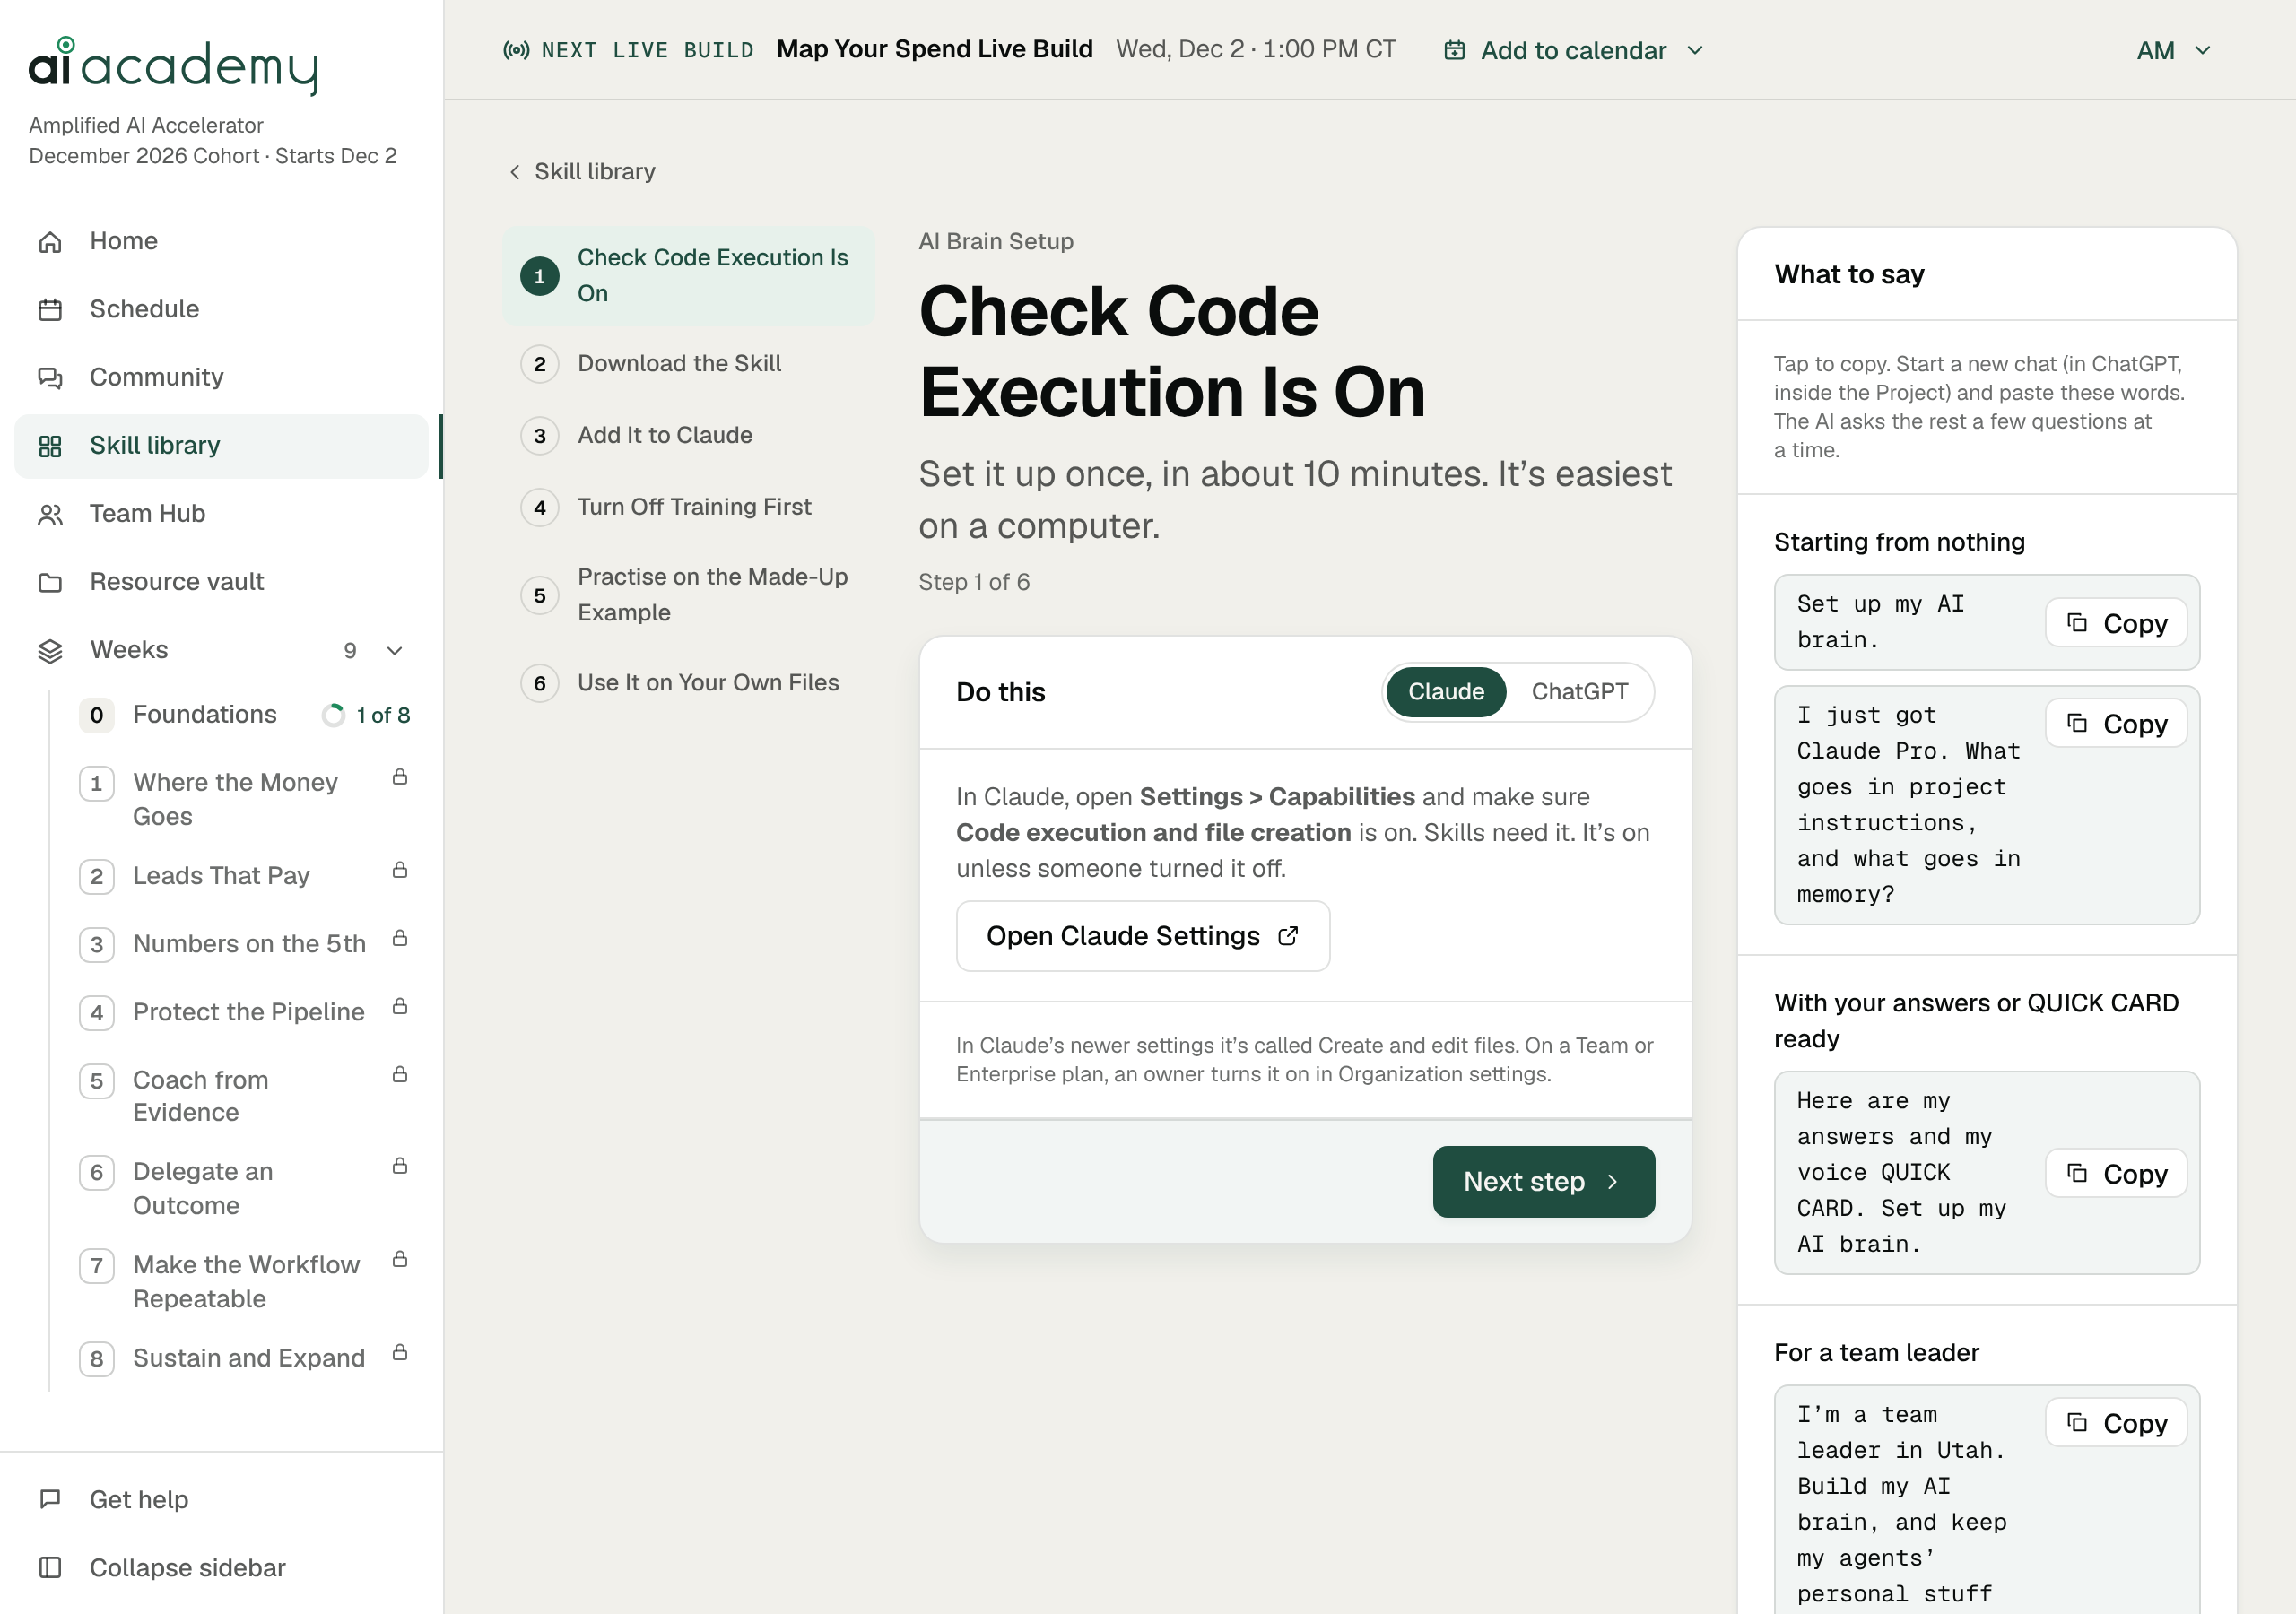 ai academy
Amplified AI Accelerator
December 2026 Cohort · Starts Dec 2
Home
Schedule
Community
Skill library
Team Hub
Resource vault
Weeks 9
0 Foundations 1 of 8
1 Where the Money
Goes
2 Leads That Pay
3 Numbers on the 5th
4 Protect the Pipeline
5 Coach from
Evidence
6 Delegate an
Outcome
7 Make the Workflow
Repeatable
8 Sustain and Expand
Get help
Collapse sidebar
NEXT LIVE BUILD Map Your Spend Live Build Wed, Dec 2 · 1:00 PM CT Add to calendar AM
Skill library
1 Check Code Execution Is
On
2 Download the Skill
3 Add It to Claude
4 Turn Off Training First
5 Practise on the Made-Up
Example
6 Use It on Your Own Files
AI Brain Setup
Check Code
Execution Is On
Set it up once, in about 10 minutes. It’s easiest
on a computer.
Step 1 of 6
Do this Claude ChatGPT
In Claude, open Settings > Capabilities and make sure
Code execution and file creation is on. Skills need it. It’s on
unless someone turned it off.
Open Claude Settings
In Claude’s newer settings it’s called Create and edit files. On a Team or
Enterprise plan, an owner turns it on in Organization settings.
Next step
What to say
Tap to copy. Start a new chat (in ChatGPT,
inside the Project) and paste these words.
The AI asks the rest a few questions at
a time.
Starting from nothing
Set up my AI
brain.
Copy
I just got
Claude Pro. What
goes in project
instructions,
and what goes in
memory?
Copy
With your answers or QUICK CARD
ready
Here are my
answers and my
voice QUICK
CARD. Set up my
AI brain.
Copy
For a team leader
I’m a team
leader in Utah.
Build my AI
brain, and keep
my agents’
personal stuff
Copy